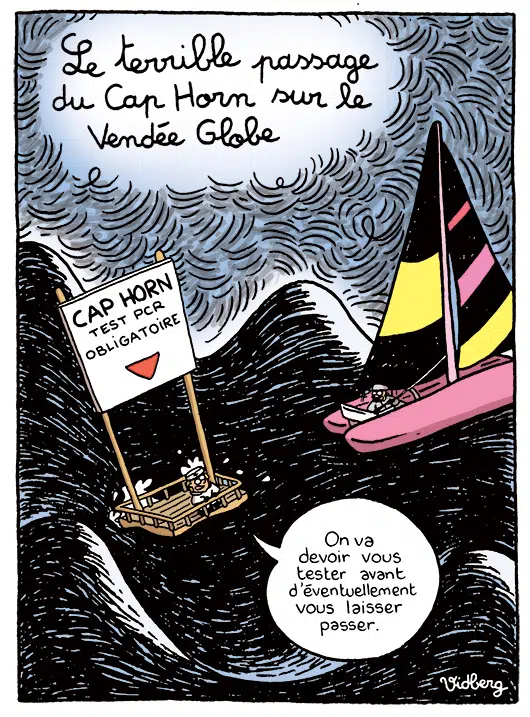 Le terrible passage
du Cap Horn sur le
Vendée Globe
CAP HORN
TEST PCR
OBLIGATOIRE
On va
devoir vous
tester avant
d'éventuellement
vous laisser
passer.
Vidberg